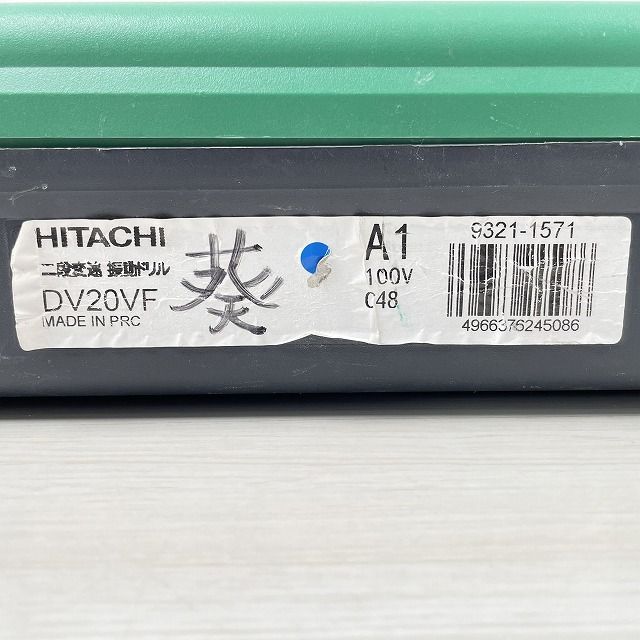 HITACHI
二段変速 振動ドリル
DV20VF
MADE IN PRC
葵
A1
100V
C48
9321-1571
4966376245086